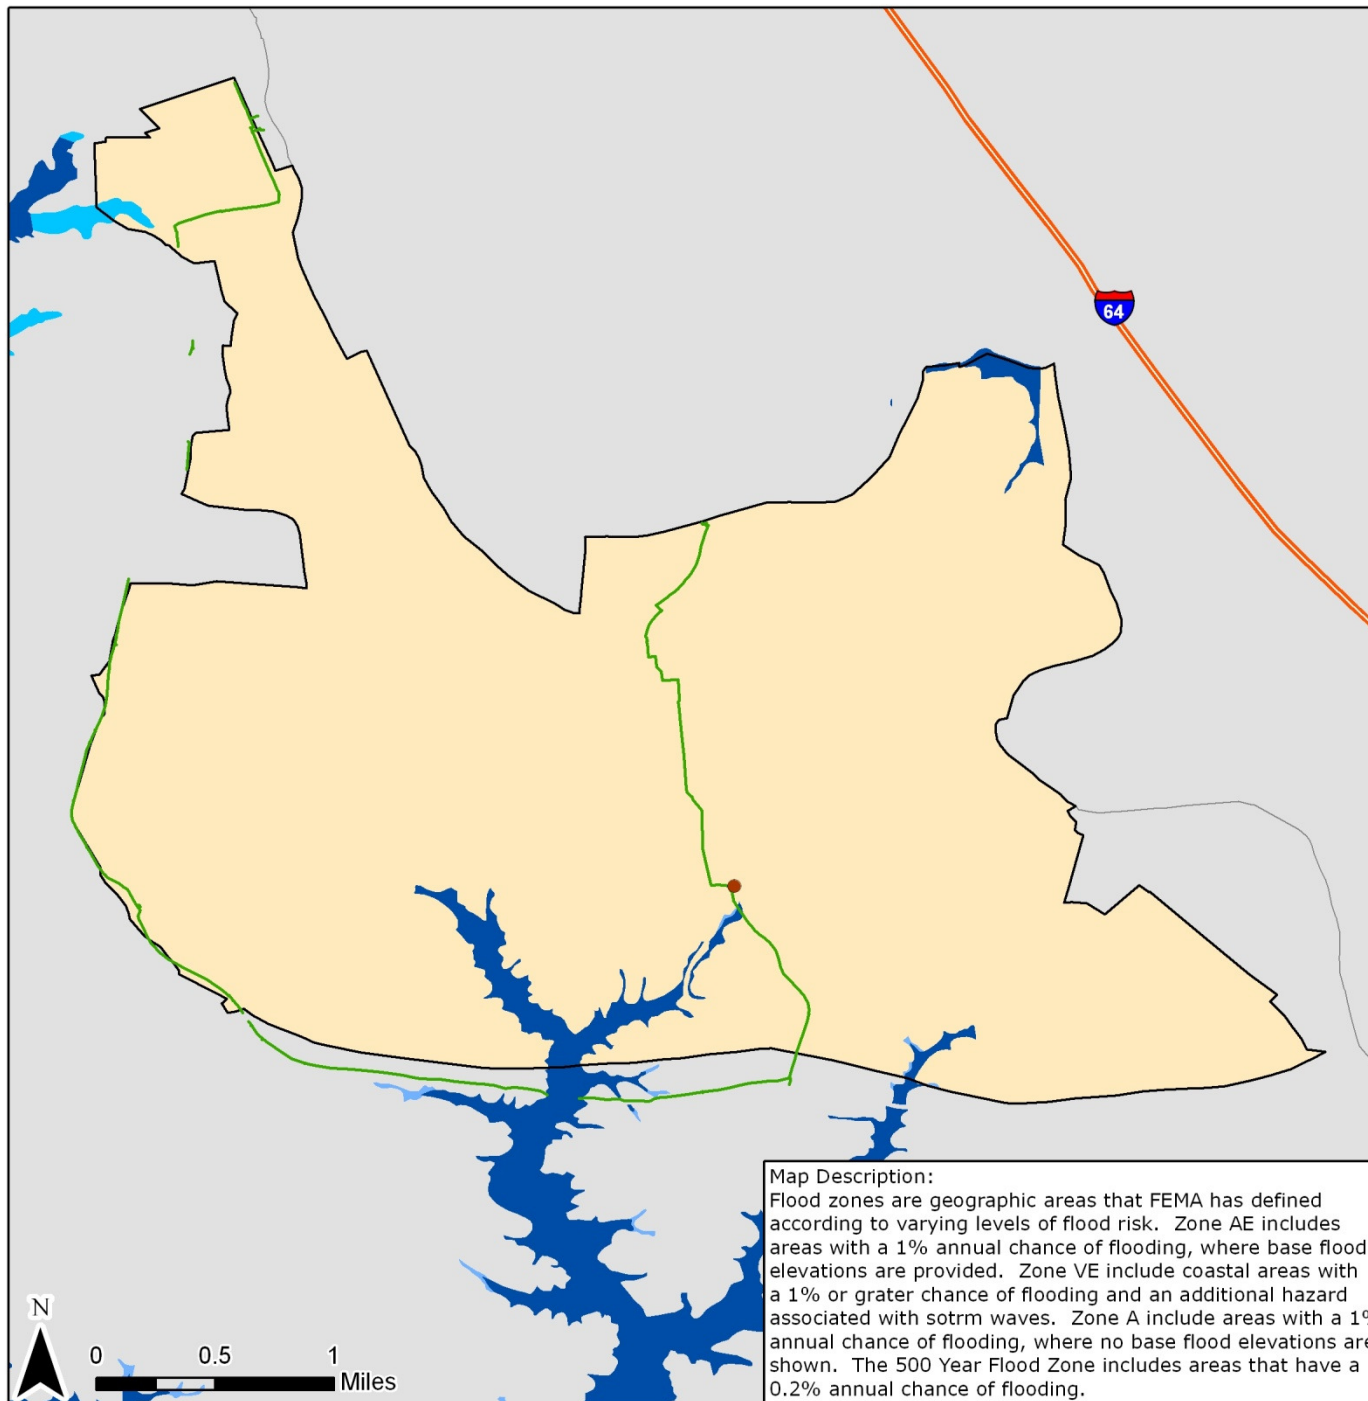 64
Map Description:
Flood zones are geographic areas that FEMA has defined
according to varying levels of flood risk. Zone AE includes
areas with a 1% annual chance of flooding, where base flood
elevations are provided. Zone VE include coastal areas with
a 1% or grater chance of flooding and an additional hazard
associated with sotrm waves. Zone A include areas with a 1%
annual chance of flooding, where no base flood elevations are
shown. The 500 Year Flood Zone includes areas that have a
0.2% annual chance of flooding.
N
0 0.5 1
Miles